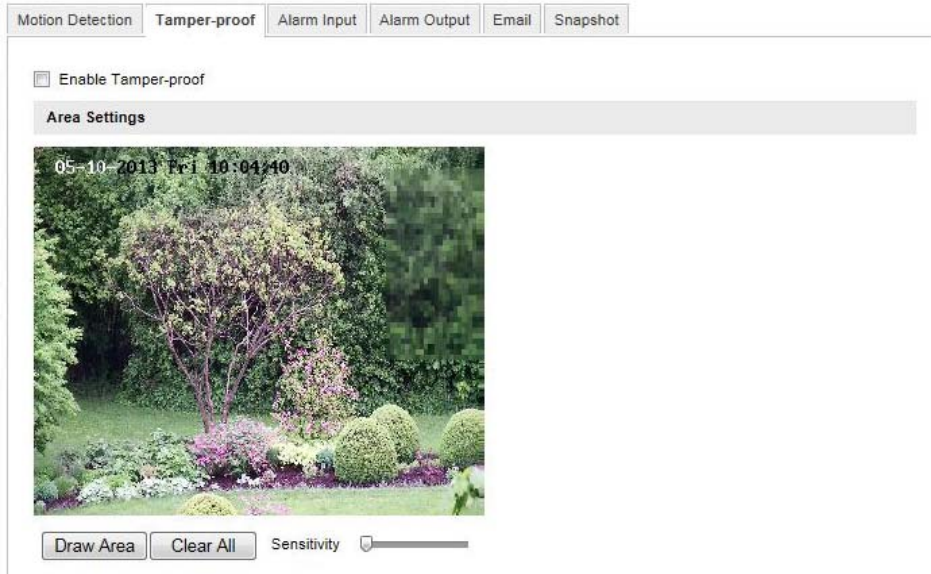 Motion Detection Tamper-proof Alarm Input Alarm Output Email Snapshot
Enable Tamper-proof
Area Settings
05-10-2013 Fri 10:04:40
Draw Area Clear All Sensitivity